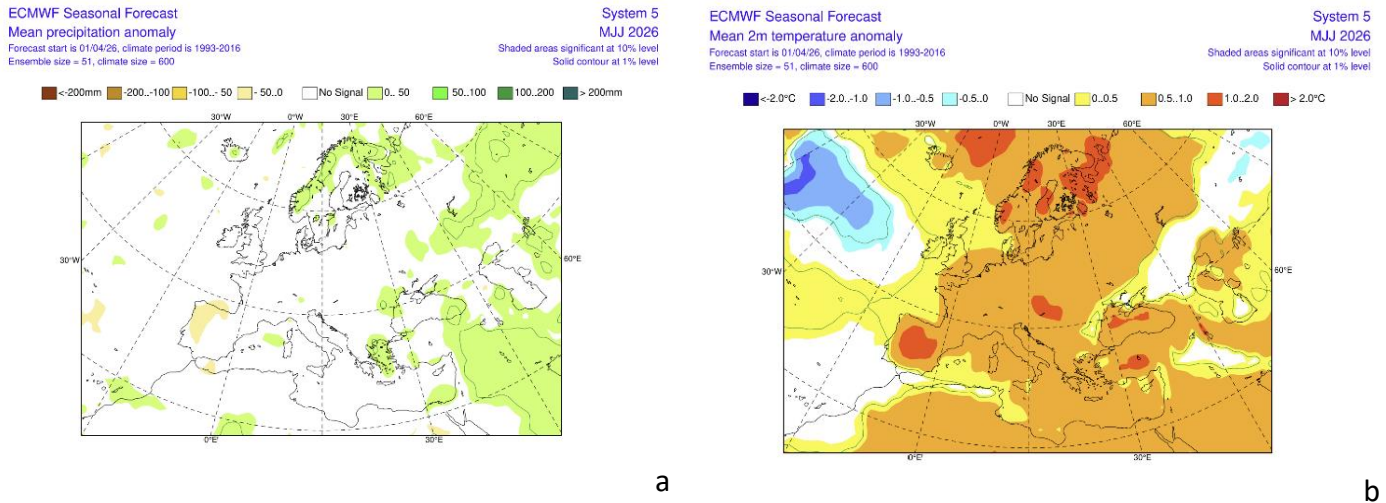 ECMWF Seasonal Forecast
System 5
Mean precipitation anomaly
MJJ 2026
Forecast start is 01/04/26, climate period is 1993-2016
Shaded areas significant at 10% level
Ensemble size = 51, climate size = 600
Solid contour at 1% level
<-200mm -200..-100 -100..- 50 - 50..0 No Signal 0.. 50 50..100 100..200 > 200mm
30°W 0°W 30°E 60°E
30°W
60°E
0°E 30°E
a
ECMWF Seasonal Forecast
System 5
Mean 2m temperature anomaly
MJJ 2026
Forecast start is 01/04/26, climate period is 1993-2016
Shaded areas significant at 10% level
Ensemble size = 51, climate size = 600
Solid contour at 1% level
<-2.0°C -2.0..-1.0 -1.0..-0.5 -0.5..0 No Signal 0..0.5 0.5..1.0 1.0..2.0 > 2.0°C
30°W 0°W 30°E 60°E
30°W
60°E
0°E 30°E
b